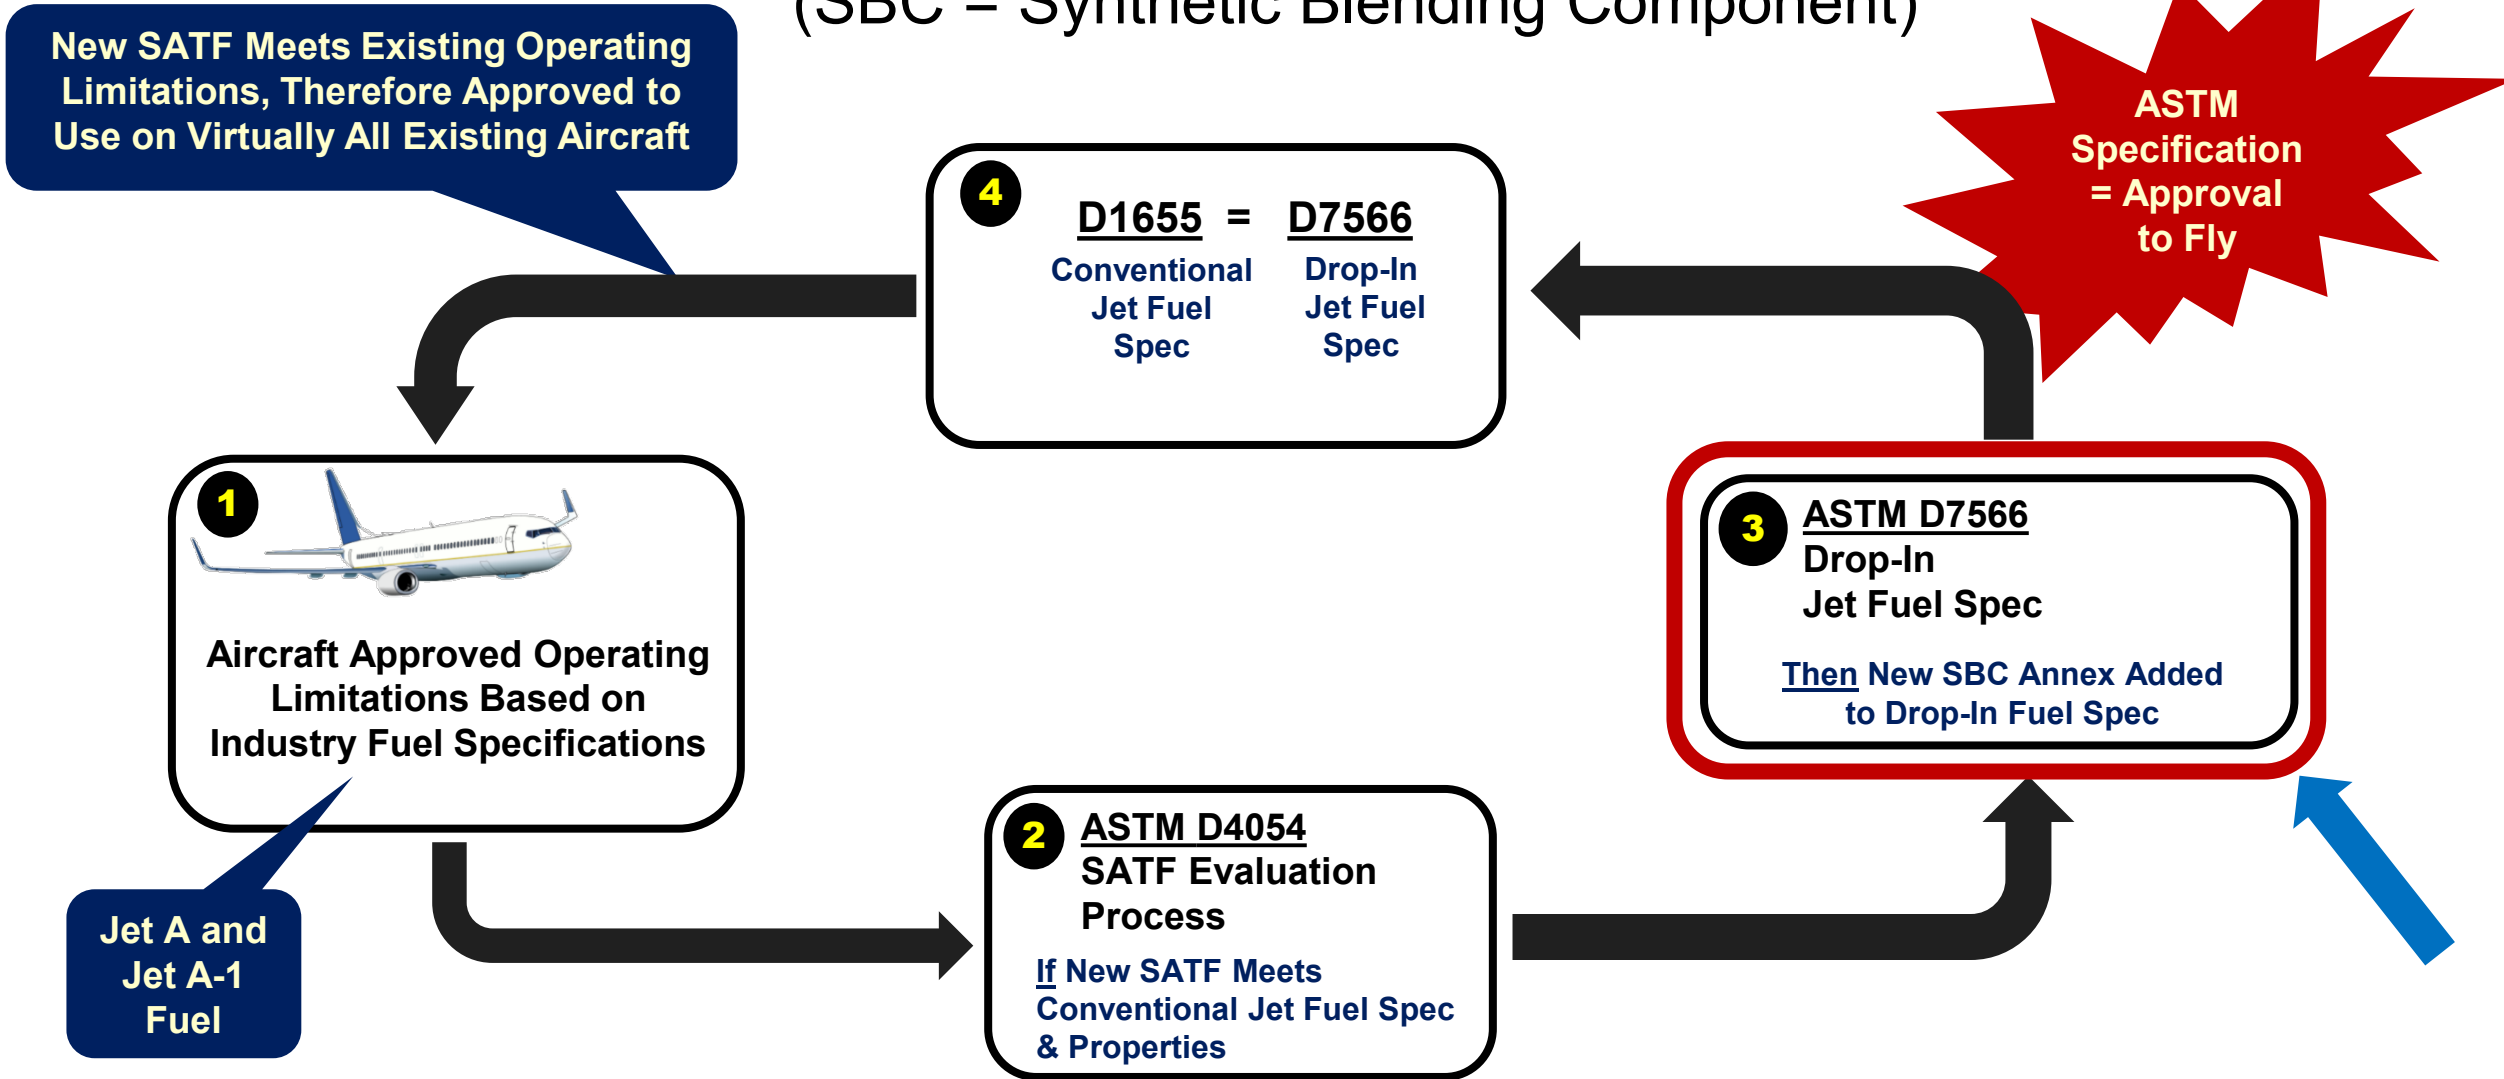 (SBC = Synthetic Blending Component)
New SATF Meets Existing Operating
Limitations, Therefore Approved to
Use on Virtually All Existing Aircraft
ASTM
Specification
= Approval
to Fly
4
D1655 = D7566
Conventional
Jet Fuel
Spec
Drop-In
Jet Fuel
Spec
1
Aircraft Approved Operating
Limitations Based on
Industry Fuel Specifications
3
ASTM D7566
Drop-In
Jet Fuel Spec
Then New SBC Annex Added
to Drop-In Fuel Spec
2
ASTM D4054
SATF Evaluation
Process
If New SATF Meets
Conventional Jet Fuel Spec
& Properties
Jet A and
Jet A-1
Fuel